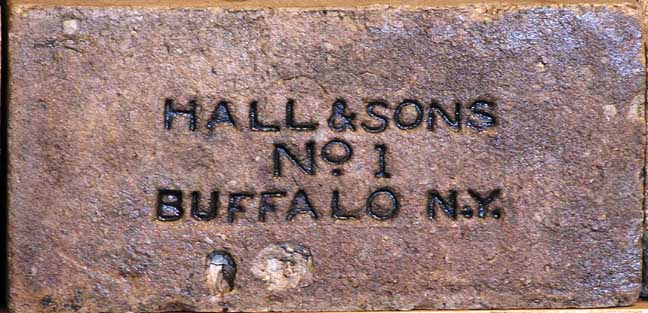 HALL & SONS
Nº 1
BUFFALO N.Y.